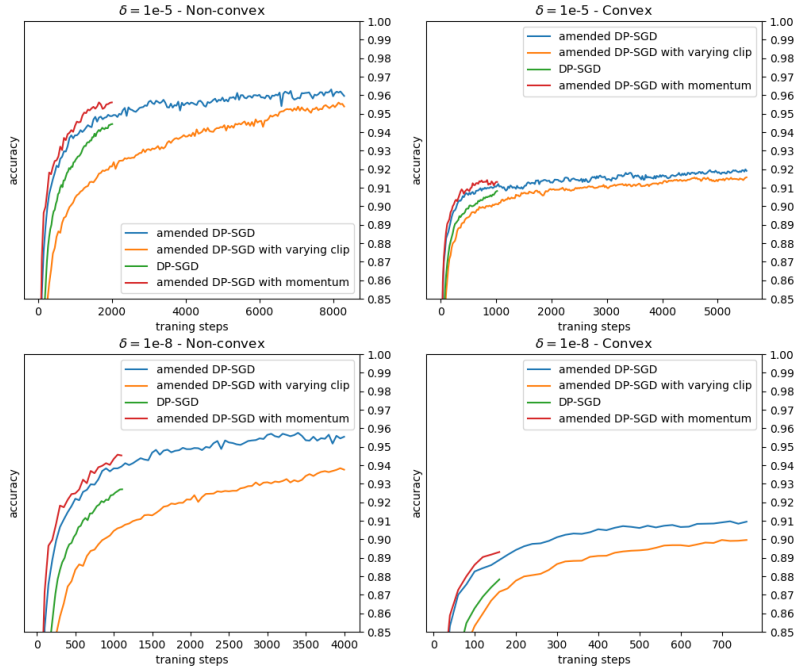 δ = 1e-5 - Non-convex
1.00
0.99
0.98
0.97
0.96
0.95
0.94
0.93
0.92
0.91
0.90
0.89
0.88
0.87
0.86
0.85
accuracy
amended DP-SGD
amended DP-SGD with varying clip
DP-SGD
amended DP-SGD with momentum
0 2000 4000 6000 8000
traning steps
δ = 1e-5 - Convex
1.00
0.99
0.98
0.97
0.96
0.95
0.94
0.93
0.92
0.91
0.90
0.89
0.88
0.87
0.86
0.85
accuracy
amended DP-SGD
amended DP-SGD with varying clip
DP-SGD
amended DP-SGD with momentum
0 1000 2000 3000 4000 5000
traning steps
δ = 1e-8 - Non-convex
1.00
0.99
0.98
0.97
0.96
0.95
0.94
0.93
0.92
0.91
0.90
0.89
0.88
0.87
0.86
0.85
accuracy
amended DP-SGD
amended DP-SGD with varying clip
DP-SGD
amended DP-SGD with momentum
0 500 1000 1500 2000 2500 3000 3500 4000
traning steps
δ = 1e-8 - Convex
1.00
0.99
0.98
0.97
0.96
0.95
0.94
0.93
0.92
0.91
0.90
0.89
0.88
0.87
0.86
0.85
accuracy
amended DP-SGD
amended DP-SGD with varying clip
DP-SGD
amended DP-SGD with momentum
0 100 200 300 400 500 600 700
traning steps